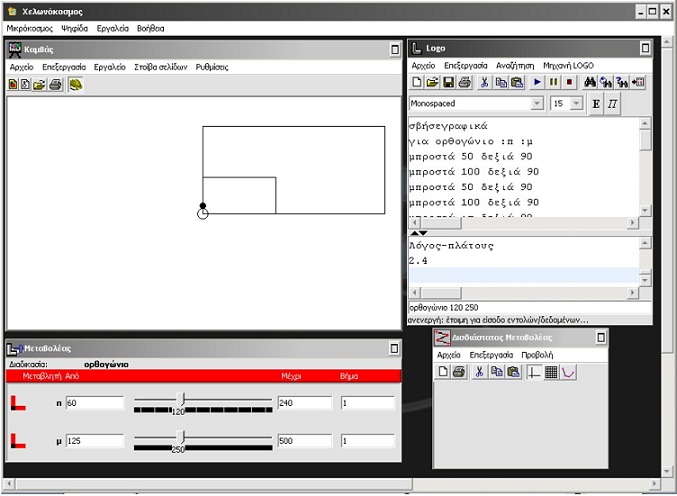 Χελωνόκοσμος
Μικρόκοσμος Ψηφίδα Εργαλεία Βοήθεια
Καμβάς
Αρχείο Επεξεργασία Εργαλείο Στοίβα σελίδων Ρυθμίσεις
Logo
Αρχείο Επεξεργασία Αναζήτηση Μηχανή LOGO
Monospaced 15 Ε Π
σβήσεγραφικά
για ορθογώνιο :π :μ
μπροστά 50 δεξιά 90
μπροστά 100 δεξιά 90
μπροστά 50 δεξιά 90
μπροστά 100 δεξιά 90
Λόγος-πλάτους
2.4
ορθογώνιο 120 250
ανενεργή: έτοιμη για είσοδο εντολών/δεδομένων...
Μεταβολέας
Διαδικασία: ορθογώνιο
Μεταβλητή Από Μέχρι Βήμα
π 60 120 240 1
μ 125 250 500 1
Δισδιάστατος Μεταβολέας
Αρχείο Επεξεργασία Προβολή